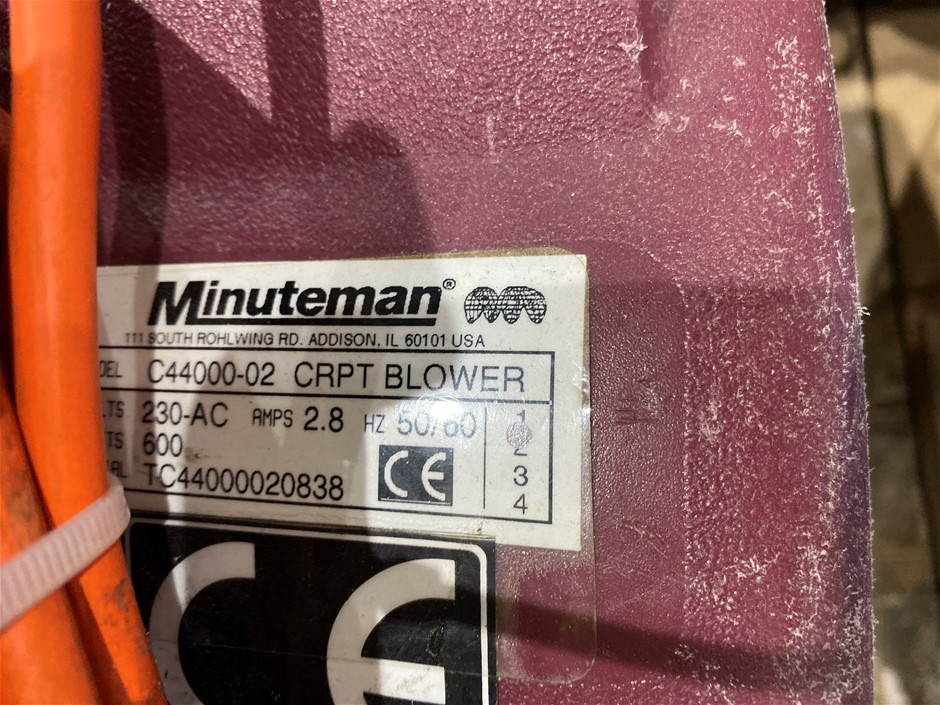 Minuteman®
111 SOUTH ROHLWING RD. ADDISON, IL 60101 USA
DEL C44000-02 CRPT BLOWER
LTS 230-AC AMPS 2.8 HZ 50/60 1
TS 600 2
AL TC44000020838 CE 3
4
CE